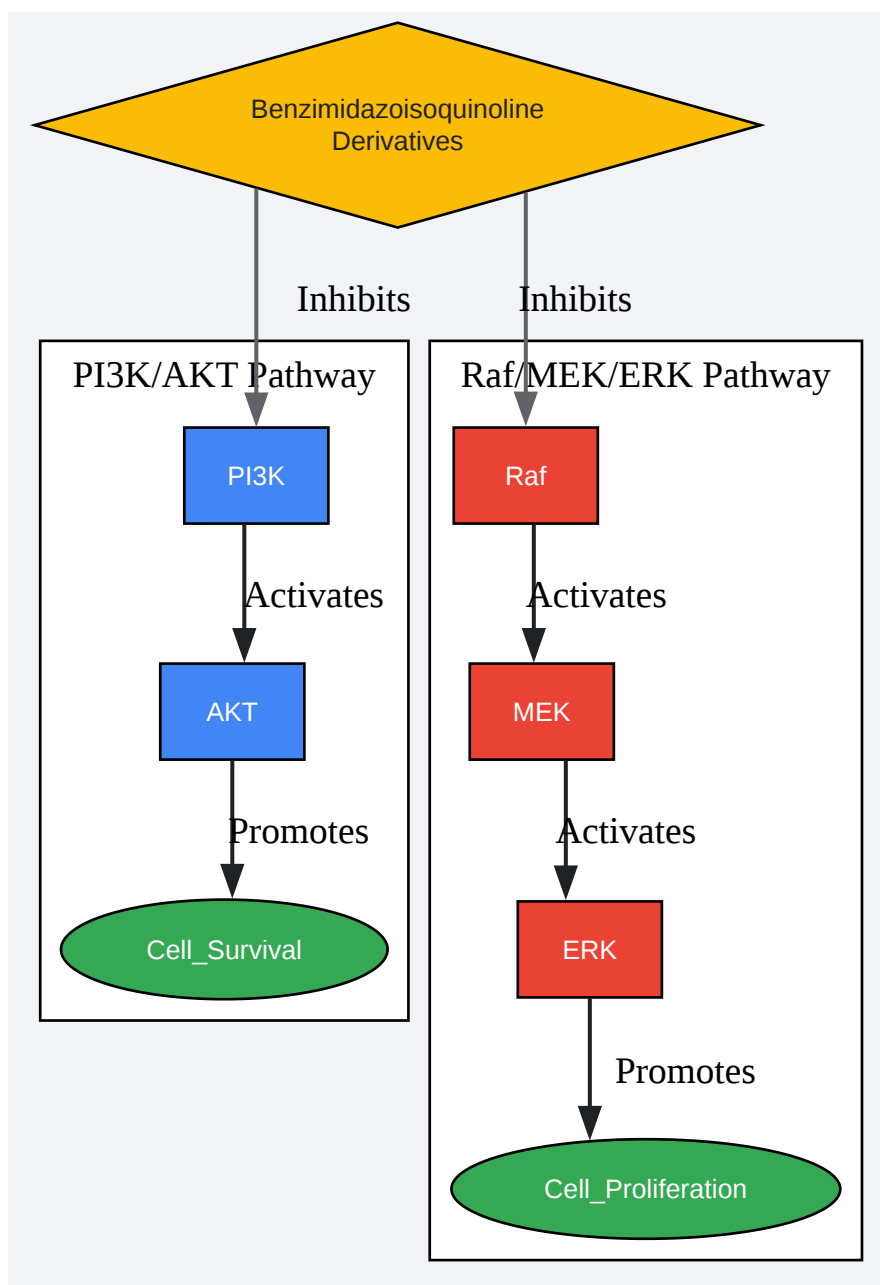 Benzimidazoisoquinoline
Derivatives
Inhibits
Inhibits
PI3K/AKT Pathway
Raf/MEK/ERK Pathway
PI3K
Raf
Activates
Activates
AKT
MEK
Promotes
Activates
Cell_Survival
ERK
Promotes
Cell_Proliferation